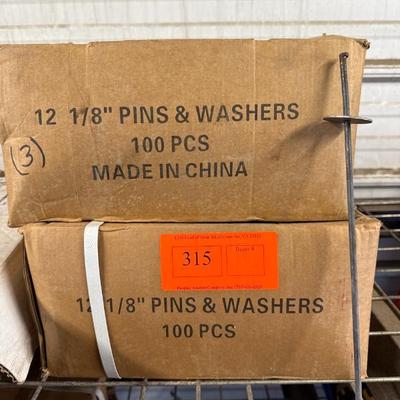 12 1/8" PINS & WASHERS
100 PCS
MADE IN CHINA
(3)
315
12 1/8" PINS & WASHERS
100 PCS